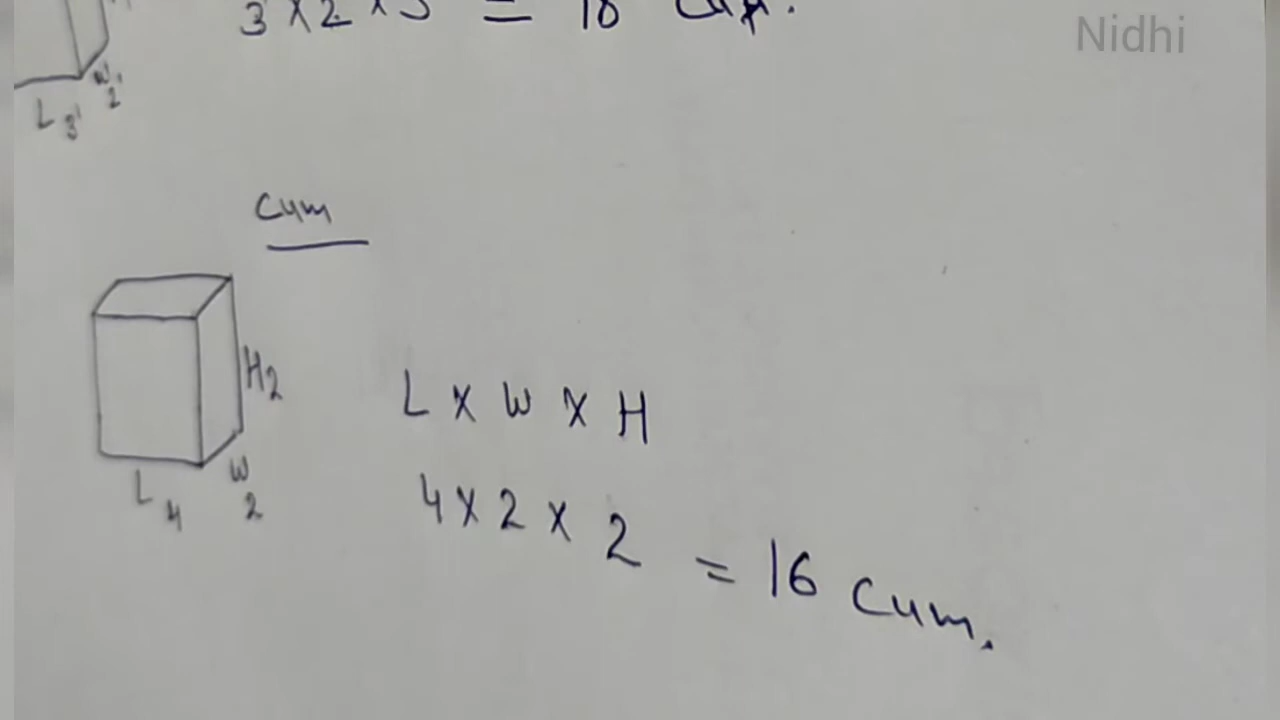 3 X 2 X 3 = 18
Nidhi
W 2'
L 3'
Cum
H 2
L X W X H
W 2
L 4
4 X 2 X 2 = 16 Cum.